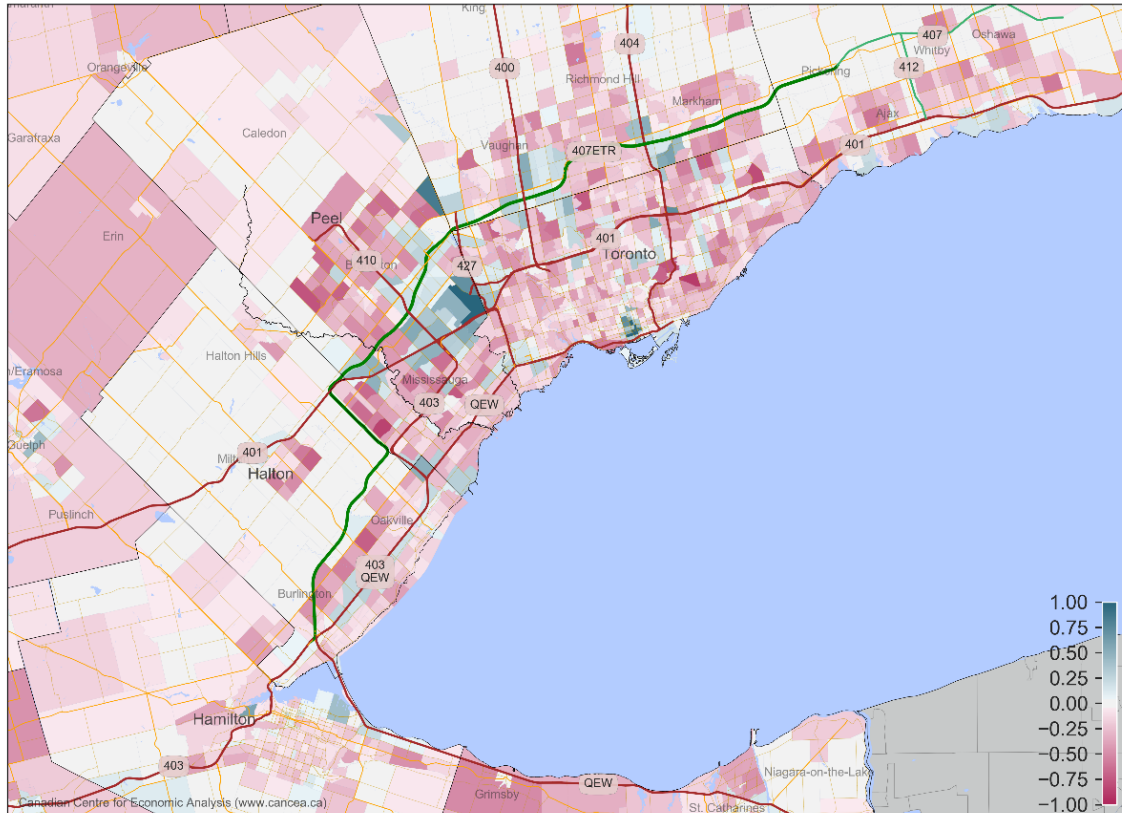 King
400
404
407
Oshawa
Whitby
412
Orangeville
Richmond Hill
Pickering
Markham
Garafraxa
Caledon
Ajax
Vaughan
407ETR
401
Peel
Erin
401
Toronto
410
427
Halton Hills
Mississauga
403
QEW
Guelph
401
Halton
Puslinch
Oakville
403
QEW
Burlington
1.00
0.75
0.50
0.25
0.00
−0.25
−0.50
−0.75
−1.00
Hamilton
403
QEW
Grimsby
Niagara-on-the-Lak
St. Catharines
Canadian Centre for Economic Analysis (www.cancea.ca)